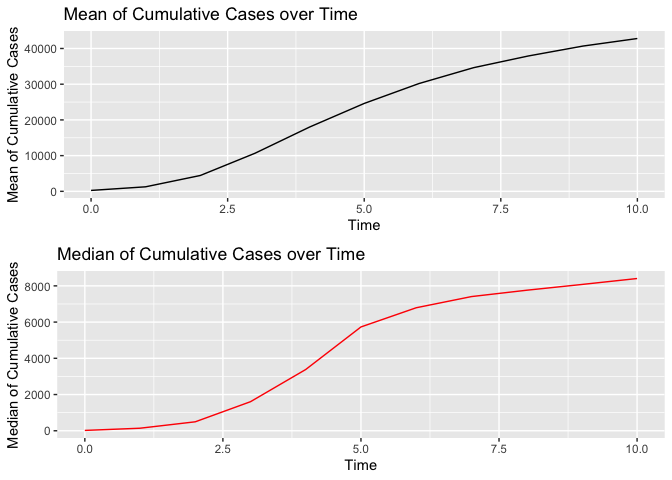 Mean of Cumulative Cases over Time
Mean of Cumulative Cases
40000
30000
20000
10000
0
0.0 2.5 5.0 7.5 10.0
Time
Median of Cumulative Cases over Time
Median of Cumulative Cases
8000
6000
4000
2000
0
0.0 2.5 5.0 7.5 10.0
Time